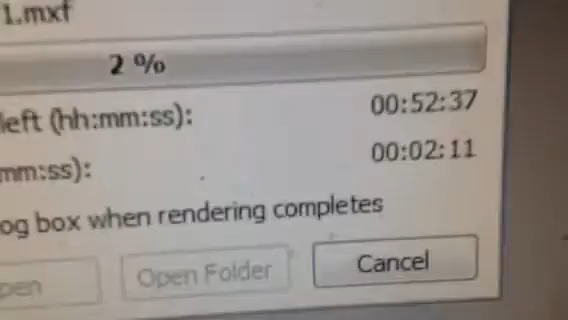 1.mxf
2 %
left (hh:mm:ss): 00:52:37
mm:ss): 00:02:11
og box when rendering completes
pen Open Folder Cancel